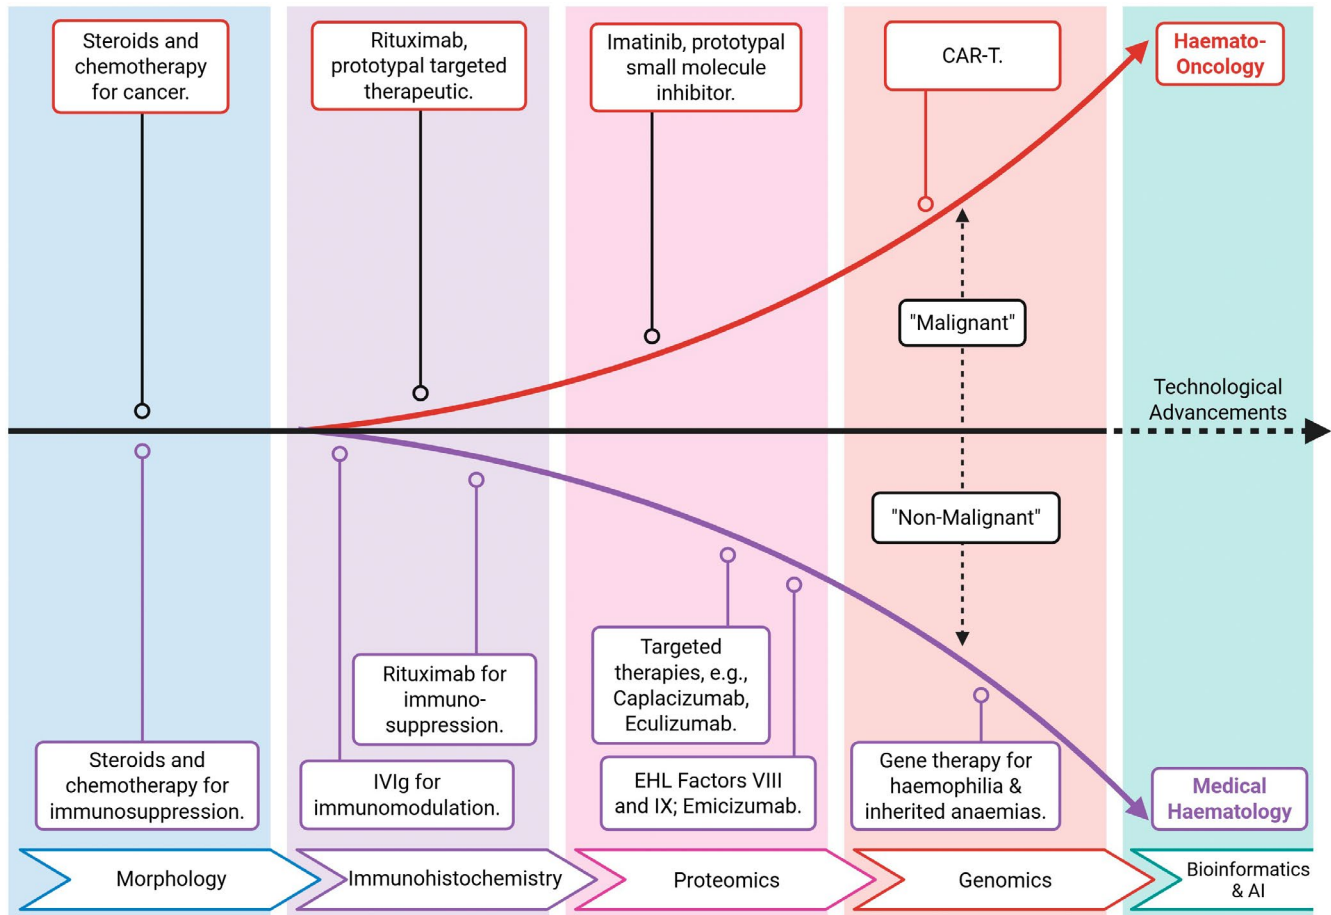 Steroids and
chemotherapy
for cancer.
Rituximab,
prototypal targeted
therapeutic.
Imatinib, prototypal
small molecule
inhibitor.
CAR-T.
Haemato-
Oncology
"Malignant"
Technological
Advancements
"Non-Malignant"
Steroids and
chemotherapy for
immunosuppression.
IVIg for
immunomodulation.
Rituximab for
immuno-
suppression.
Targeted
therapies, e.g.,
Caplacizumab,
Eculizumab.
EHL Factors VIII
and IX; Emicizumab.
Gene therapy for
haemophilia &
inherited anaemias.
Medical
Haematology
Morphology
Immunohistochemistry
Proteomics
Genomics
Bioinformatics
& AI